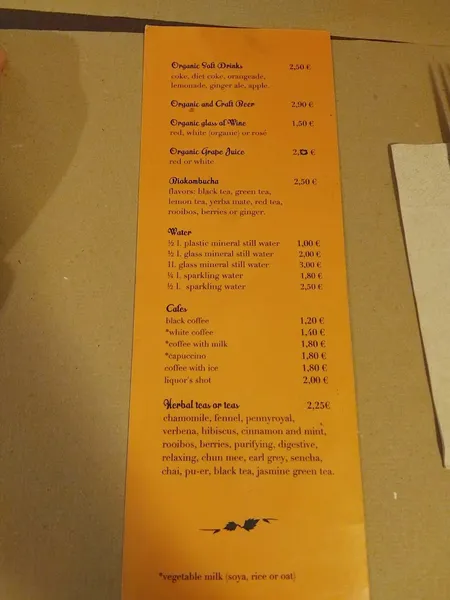 Organic Soft Drinks 2,50 €
coke, diet coke, orangeade,
lemonade, ginger ale, apple.
Organic and Craft Beer 2,90 €
Organic glass of Wine 1,50 €
red, white (organic) or rosé
Organic Grape Juice 2, €
red or white
Biokombucha 2,50 €
flavors: black tea, green tea,
lemon tea, yerba mate, red tea,
rooibos, berries or ginger.
Water
½ l. plastic mineral still water 1,00 €
½ l. glass mineral still water 2,00 €
1l. glass mineral still water 3,00 €
¼ l. sparkling water 1,80 €
½ l. sparkling water 2,50 €
Cafes
black coffee 1,20 €
*white coffee 1,40 €
*coffee with milk 1,80 €
*capuccino 1,80 €
coffee with ice 1,80 €
liquor's shot 2,00 €
Herbal teas or teas 2,25€
chamomile, fennel, pennyroyal,
verbena, hibiscus, cinnamon and mint,
rooibos, berries, purifying, digestive,
relaxing, chun mee, earl grey, sencha,
chai, pu-er, black tea, jasmine green tea.
*vegetable milk (soya, rice or oat)